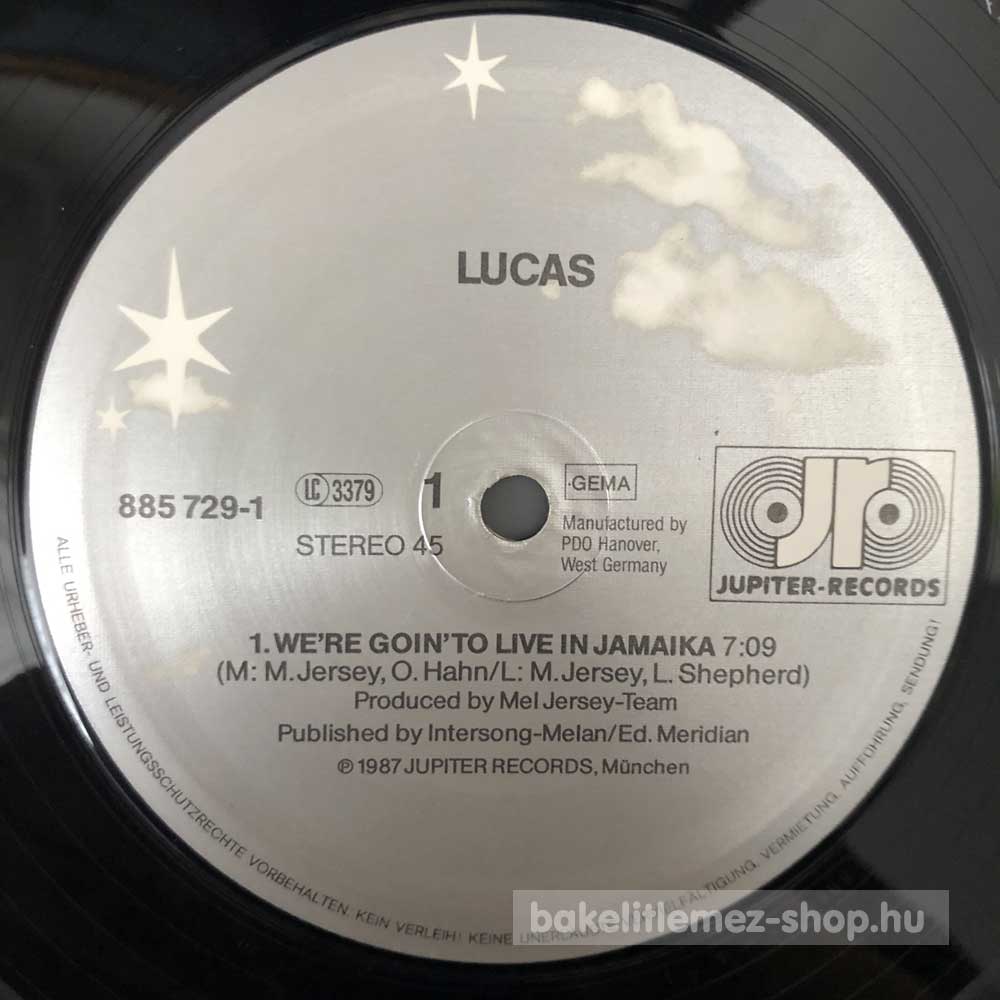 LUCAS
885 729-1
LC 3379
1
STEREO 45
GEMA
Manufactured by
PDO Hanover,
West Germany
jr
JUPITER-RECORDS
1. WE'RE GOIN' TO LIVE IN JAMAIKA 7:09
(M: M. Jersey, O. Hahn/L: M. Jersey, L. Shepherd)
Produced by Mel Jersey-Team
Published by Intersong-Melan/Ed. Meridian
℗ 1987 JUPITER RECORDS, München
ALLE URHEBER- UND LEISTUNGSSCHUTZRECHTE VORBEHALTEN. KEIN VERLEIH! KEINE VERMIETUNG, AUFFÜHRUNG, SENDUNG!
bakelitlemez-shop.hu